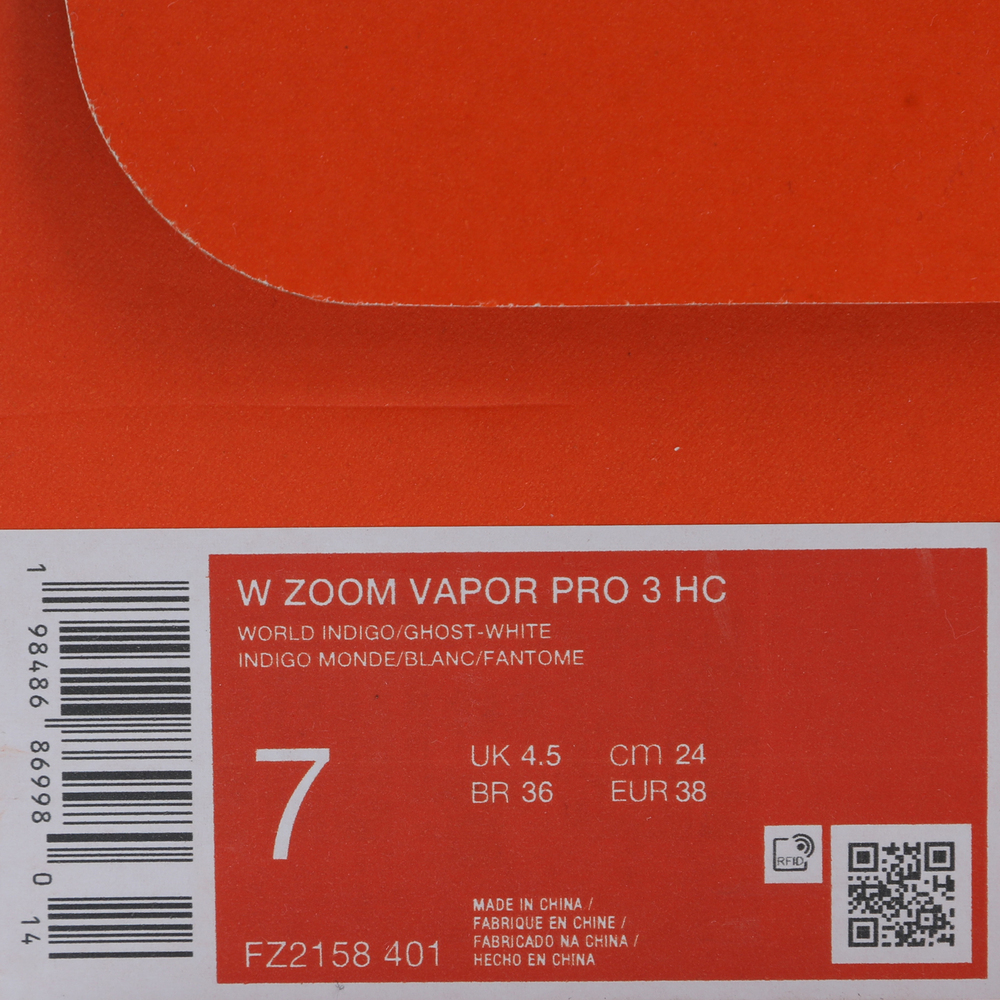 W ZOOM VAPOR PRO 3 HC
WORLD INDIGO/GHOST-WHITE
INDIGO MONDE/BLANC/FANTOME
7
UK 4.5 cm 24
BR 36 EUR 38
RFID
FZ2158 401
MADE IN CHINA /
FABRIQUE EN CHINE /
FABRICADO NA CHINA /
HECHO EN CHINA
1 98486 86998 0 14